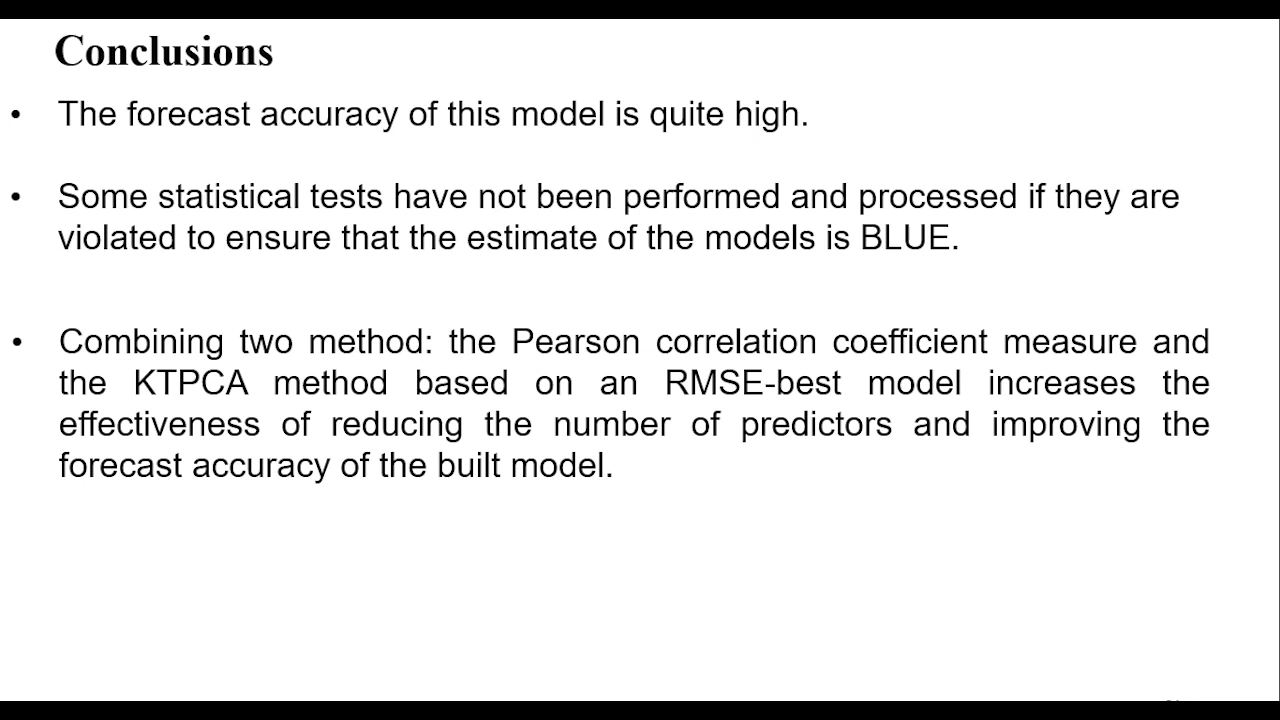 Conclusions
• The forecast accuracy of this model is quite high.
• Some statistical tests have not been performed and processed if they are
violated to ensure that the estimate of the models is BLUE.
• Combining two method: the Pearson correlation coefficient measure and
the KTPCA method based on an RMSE-best model increases the
effectiveness of reducing the number of predictors and improving the
forecast accuracy of the built model.